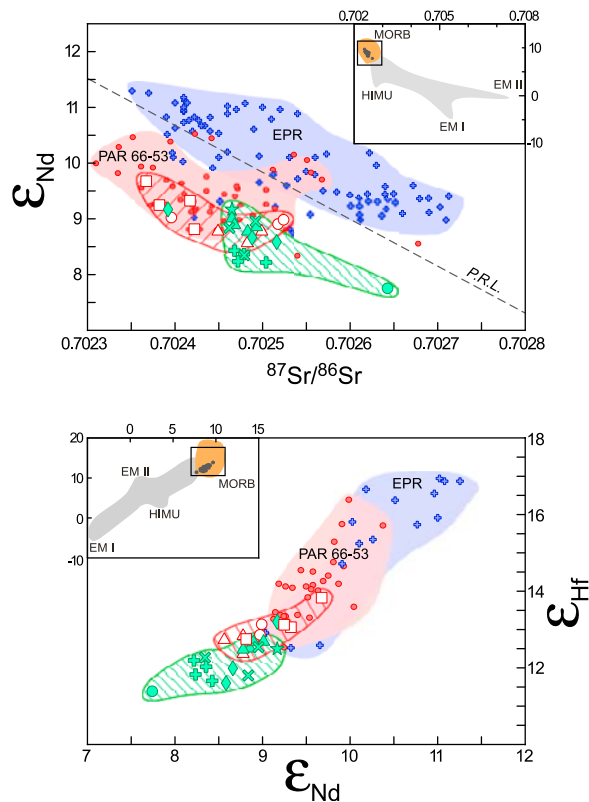 0.702 0.705 0.708
12
11
10
9
8
7
εNd
MORB
HIMU
EM I
EM II
10
0
-10
EPR
PAR 66-53
P.R.L.
0.7023 0.7024 0.7025 0.7026 0.7027 0.7028
87Sr/86Sr
0 5 10 15
20
10
0
-10
EM II
HIMU
MORB
EM I
EPR
PAR 66-53
18
16
14
12
10
εHf
7 8 9 10 11 12
εNd